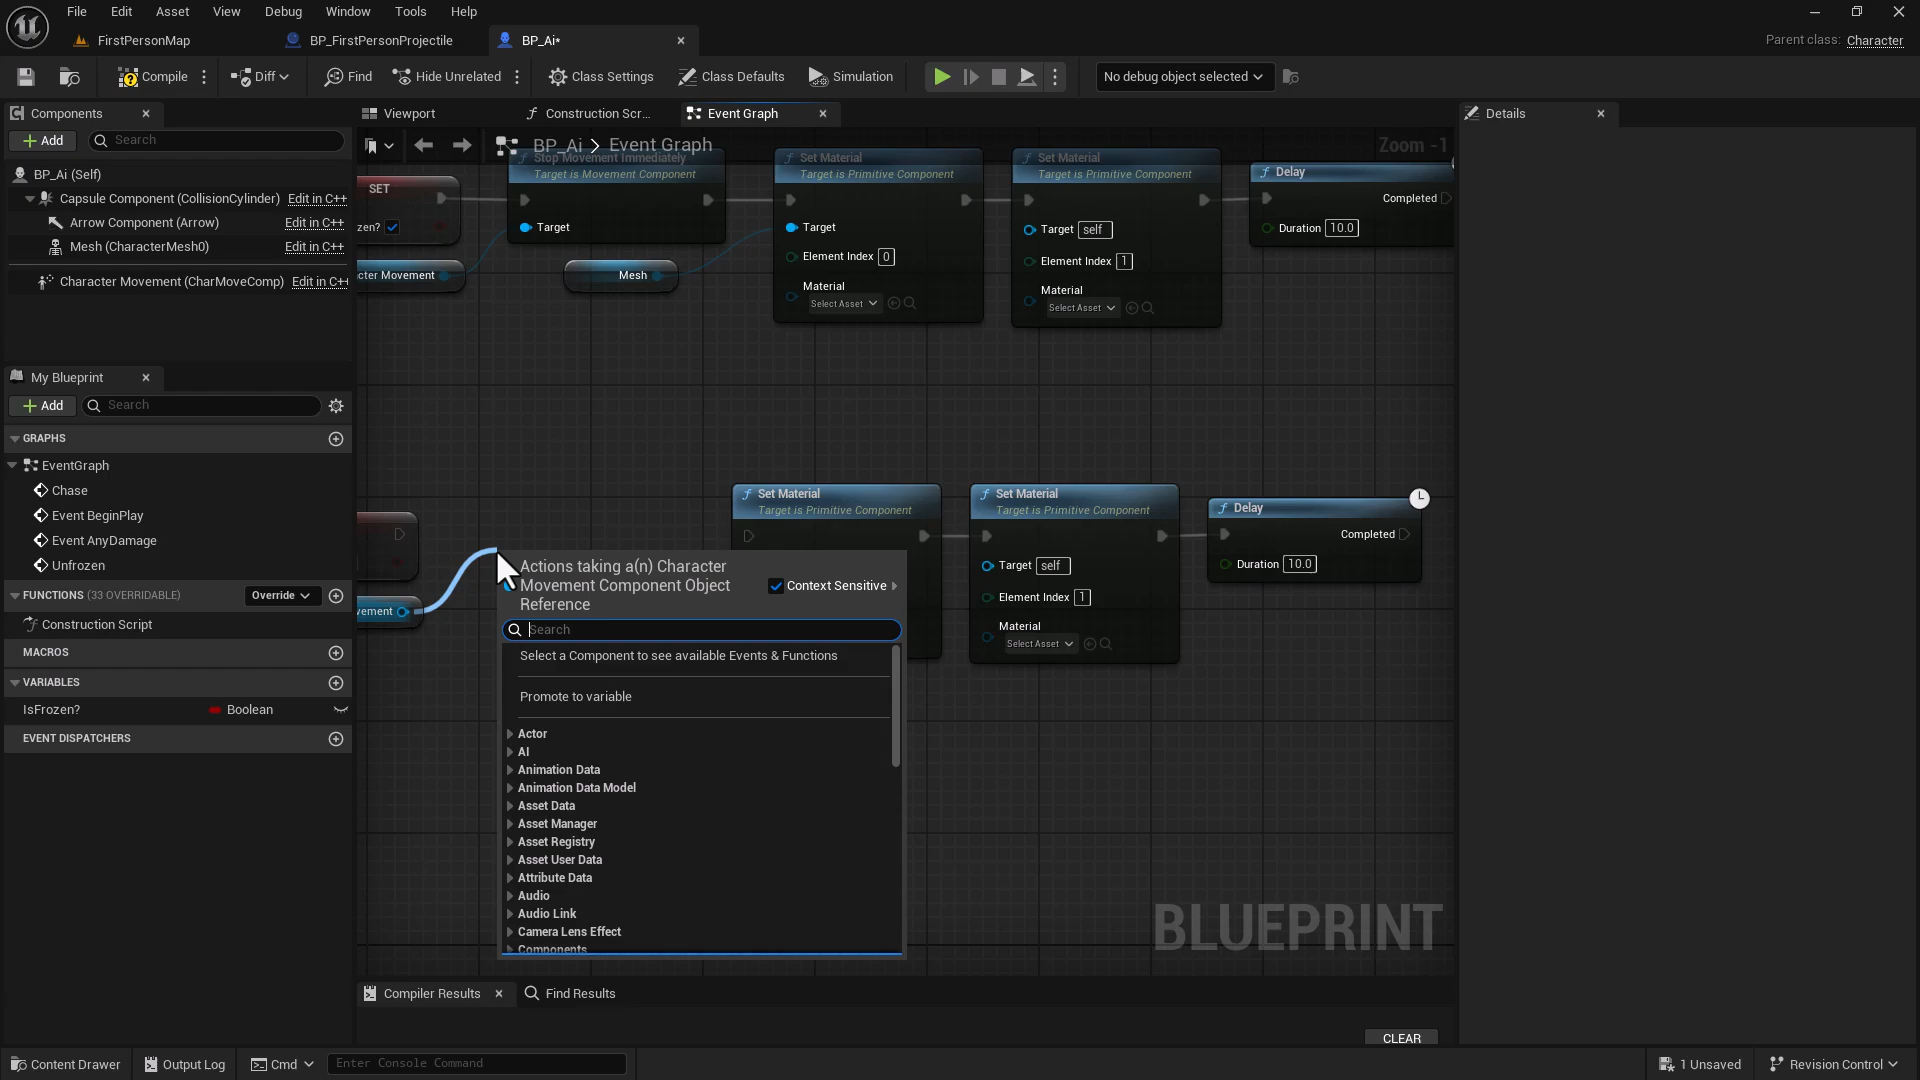 File Edit Asset View Debug Window Tools Help
FirstPersonMap BP_FirstPersonProjectile BP_Ai* Parent class: Character
Compile Diff Find Hide Unrelated Class Settings Class Defaults Simulation No debug object selected
Components Viewport Construction Scr... Event Graph Details
Add Search BP_Ai > Event Graph Zoom -1
BP_Ai (Self)
Capsule Component (CollisionCylinder) Edit in C++
Arrow Component (Arrow) Edit in C++
Mesh (CharacterMesh0) Edit in C++
Character Movement (CharMoveComp) Edit in C++
My Blueprint
Add Search
GRAPHS
EventGraph
Chase
Event BeginPlay
Event AnyDamage
Unfrozen
FUNCTIONS (33 OVERRIDABLE) Override
Construction Script
MACROS
VARIABLES
IsFrozen? Boolean
EVENT DISPATCHERS
SET
zen?
cter Movement
Stop Movement Immediately
Target is Movement Component
Target
Mesh
Set Material
Target is Primitive Component
Target
Element Index 0
Material
Select Asset
Set Material
Target is Primitive Component
Target self
Element Index 1
Material
Select Asset
Delay
Completed
Duration 10.0
vement
Set Material
Target is Primitive Component
Set Material
Target is Primitive Component
Target self
Element Index 1
Material
Select Asset
Delay
Completed
Duration 10.0
Actions taking a(n) Character
Movement Component Object
Reference
Context Sensitive
Search
Select a Component to see available Events & Functions
Promote to variable
Actor
AI
Animation Data
Animation Data Model
Asset Data
Asset Manager
Asset Registry
Asset User Data
Attribute Data
Audio
Audio Link
Camera Lens Effect
Components
BLUEPRINT
Compiler Results Find Results
CLEAR
Content Drawer Output Log Cmd Enter Console Command 1 Unsaved Revision Control